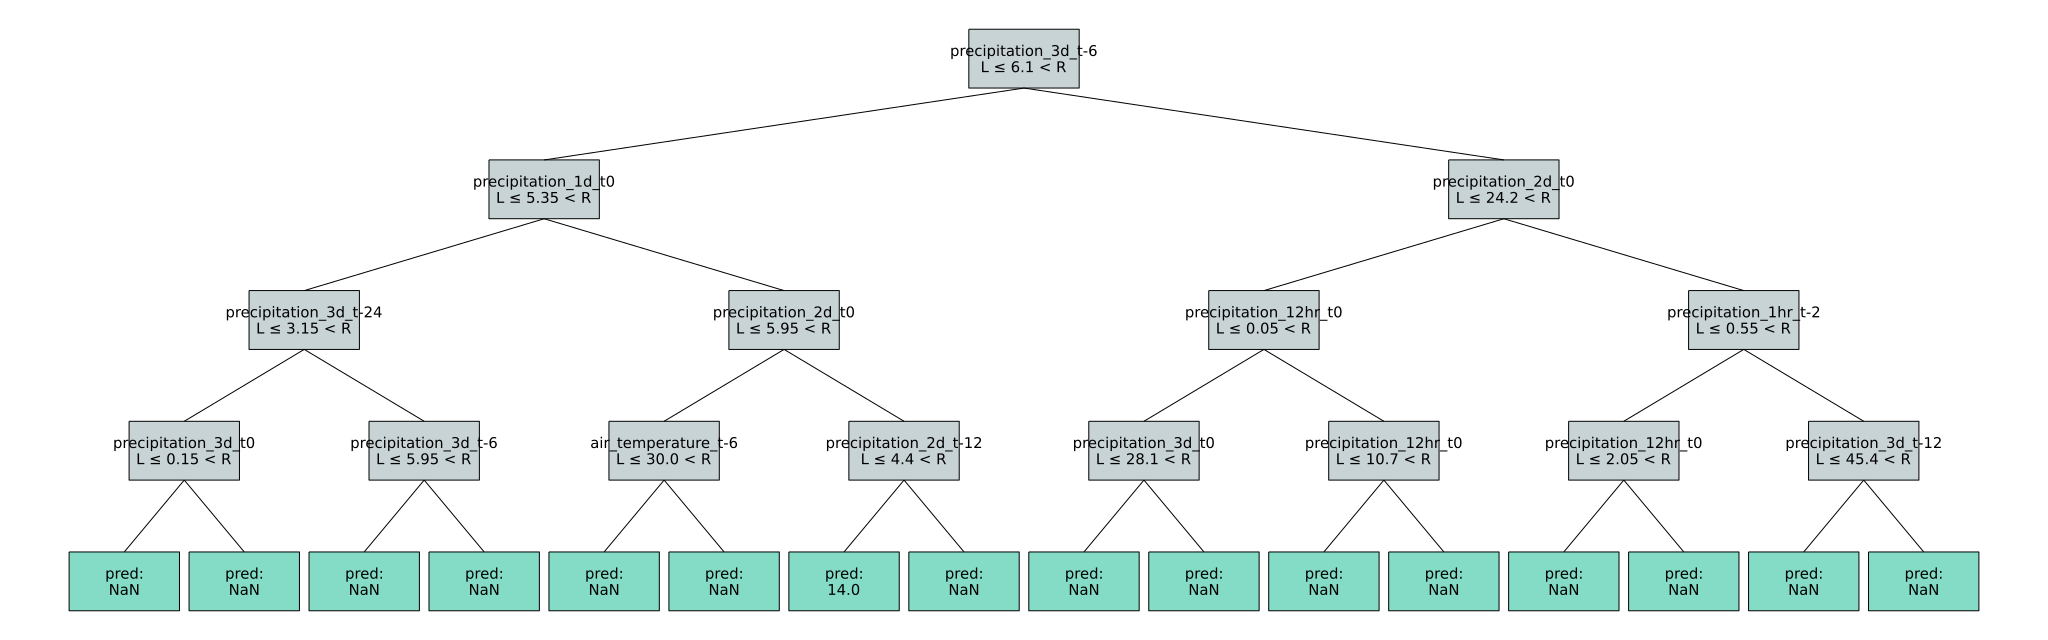 precipitation_3d_t-6
L ≤ 6.1 < R
precipitation_1d_t0
L ≤ 5.35 < R
precipitation_2d_t0
L ≤ 24.2 < R
precipitation_3d_t-24
L ≤ 3.15 < R
precipitation_2d_t0
L ≤ 5.95 < R
precipitation_12hr_t0
L ≤ 0.05 < R
precipitation_1hr_t-2
L ≤ 0.55 < R
precipitation_3d_t0
L ≤ 0.15 < R
precipitation_3d_t-6
L ≤ 5.95 < R
air_temperature_t-6
L ≤ 30.0 < R
precipitation_2d_t-12
L ≤ 4.4 < R
precipitation_3d_t0
L ≤ 28.1 < R
precipitation_12hr_t0
L ≤ 10.7 < R
precipitation_12hr_t0
L ≤ 2.05 < R
precipitation_3d_t-12
L ≤ 45.4 < R
pred:
NaN
pred:
NaN
pred:
NaN
pred:
NaN
pred:
NaN
pred:
NaN
pred:
14.0
pred:
NaN
pred:
NaN
pred:
NaN
pred:
NaN
pred:
NaN
pred:
NaN
pred:
NaN
pred:
NaN
pred:
NaN